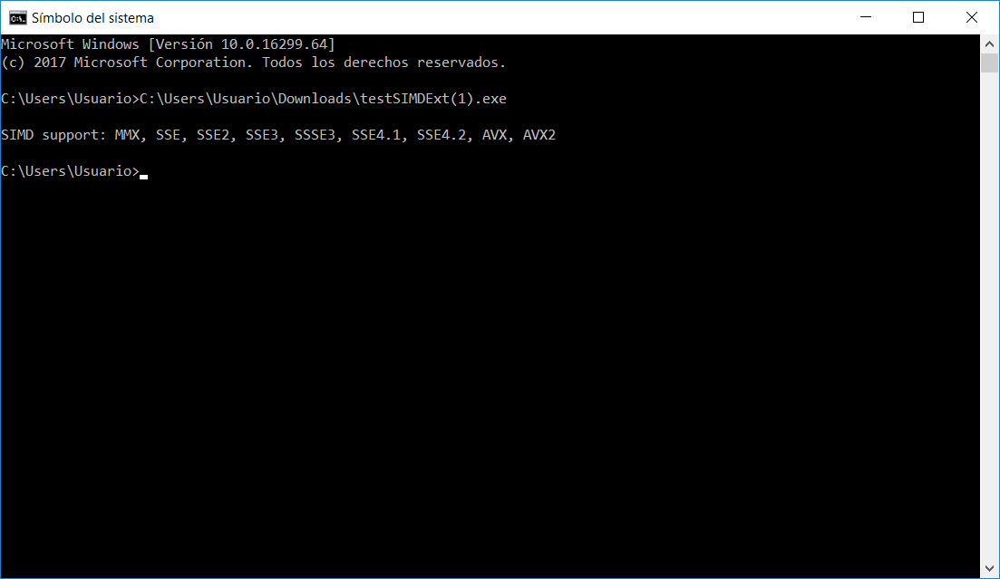 Símbolo del sistema
Microsoft Windows [Versión 10.0.16299.64]
(c) 2017 Microsoft Corporation. Todos los derechos reservados.
C:\Users\Usuario>C:\Users\Usuario\Downloads\testSIMDExt(1).exe
SIMD support: MMX, SSE, SSE2, SSE3, SSSE3, SSE4.1, SSE4.2, AVX, AVX2
C:\Users\Usuario>